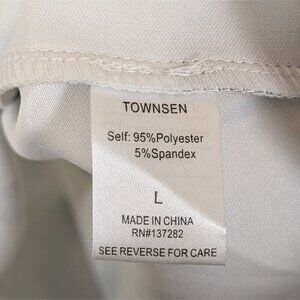 TOWNSEN
Self: 95%Polyester
5%Spandex
L
MADE IN CHINA
RN#137282
SEE REVERSE FOR CARE